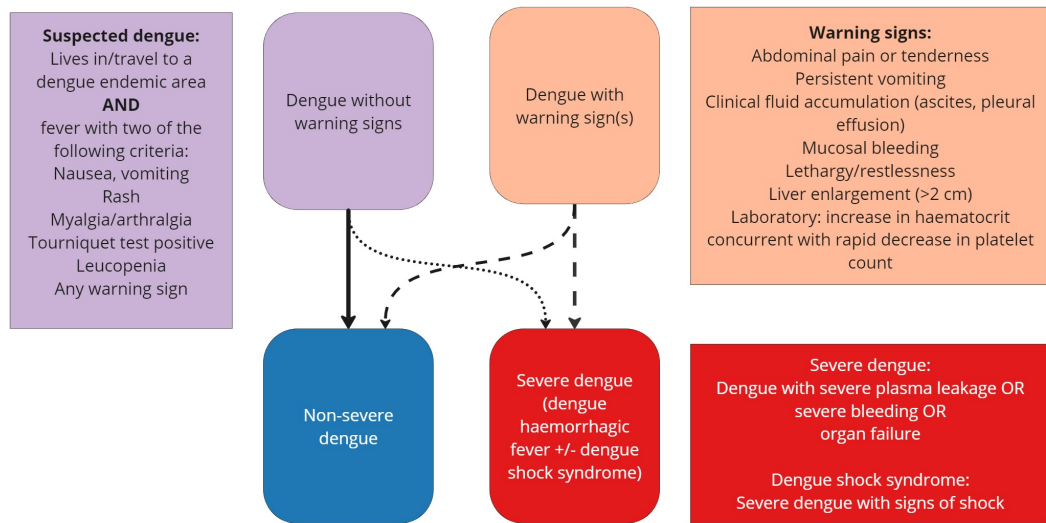 Suspected dengue:
Lives in/travel to a
dengue endemic area
AND
fever with two of the
following criteria:
Nausea, vomiting
Rash
Myalgia/arthralgia
Tourniquet test positive
Leucopenia
Any warning sign
Dengue without
warning signs
Dengue with
warning sign(s)
Warning signs:
Abdominal pain or tenderness
Persistent vomiting
Clinical fluid accumulation (ascites, pleural
effusion)
Mucosal bleeding
Lethargy/restlessness
Liver enlargement (>2 cm)
Laboratory: increase in haematocrit
concurrent with rapid decrease in platelet
count
Non-severe
dengue
Severe dengue
(dengue
haemorrhagic
fever +/- dengue
shock syndrome)
Severe dengue:
Dengue with severe plasma leakage OR
severe bleeding OR
organ failure
Dengue shock syndrome:
Severe dengue with signs of shock